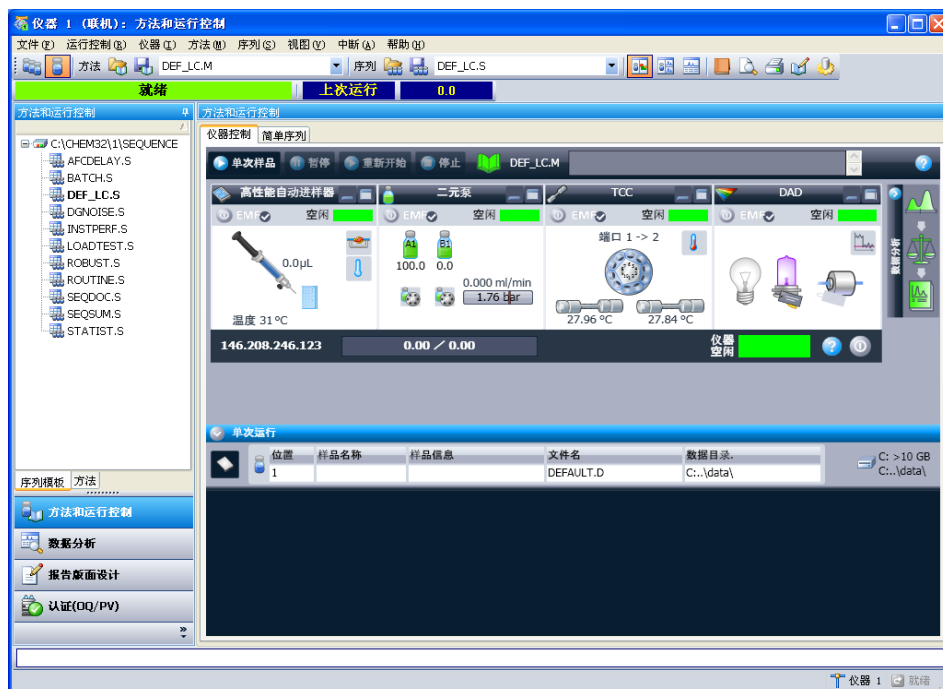 仪器 1 (联机): 方法和运行控制
文件(F) 运行控制(R) 仪器(I) 方法(M) 序列(S) 视图(V) 中断(A) 帮助(H)
方法 DEF_LC.M 序列 DEF_LC.S
就绪 上次运行 0.0
方法和运行控制
C:\CHEM32\1\SEQUENCE
AFCDELAY.S
BATCH.S
DEF_LC.S
DGNOISE.S
INSTPERF.S
LOADTEST.S
ROBUST.S
ROUTINE.S
SEQDOC.S
SEQSUM.S
STATIST.S
序列模板 方法
方法和运行控制
数据分析
报告版面设计
认证(OQ/PV)
方法和运行控制
仪器控制 简单序列
单次样品 暂停 重新开始 停止 DEF_LC.M
高性能自动进样器 二元泵 TCC DAD
EMF 空闲 EMF 空闲 EMF 空闲 EMF 空闲
0.0µL
温度 31 ºC
A1 B1
100.0 0.0
0.000 ml/min
1.76 bar
端口 1 -> 2
27.96 ºC 27.84 ºC
数据分析
146.208.246.123 0.00 / 0.00 仪器
空闲
单次运行
位置 样品名称 样品信息 文件名 数据目录.
1 DEFAULT.D C:..\data\
C: >10 GB
C:..\data\
仪器 1 就绪